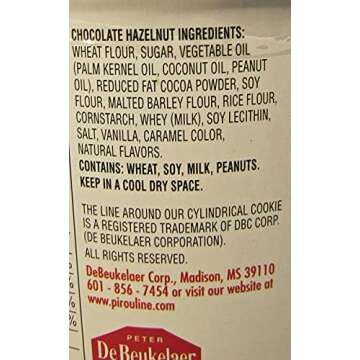 CHOCOLATE HAZELNUT INGREDIENTS:
WHEAT FLOUR, SUGAR, VEGETABLE OIL
(PALM KERNEL OIL, COCONUT OIL, PEANUT
OIL), REDUCED FAT COCOA POWDER, SOY
FLOUR, MALTED BARLEY FLOUR, RICE FLOUR,
CORNSTARCH, WHEY (MILK), SOY LECITHIN,
SALT, VANILLA, CARAMEL COLOR,
NATURAL FLAVORS.
CONTAINS: WHEAT, SOY, MILK, PEANUTS.
KEEP IN A COOL DRY SPACE.
THE LINE AROUND OUR CYLINDRICAL COOKIE
IS A REGISTERED TRADEMARK OF DBC CORP.
(DE BEUKELAER CORPORATION).
ALL RIGHTS RESERVED.
DeBeukelaer Corp., Madison, MS 39110
601 - 856 - 7454 or visit our website at
www.pirouline.com
PETER
DeBeukelaer